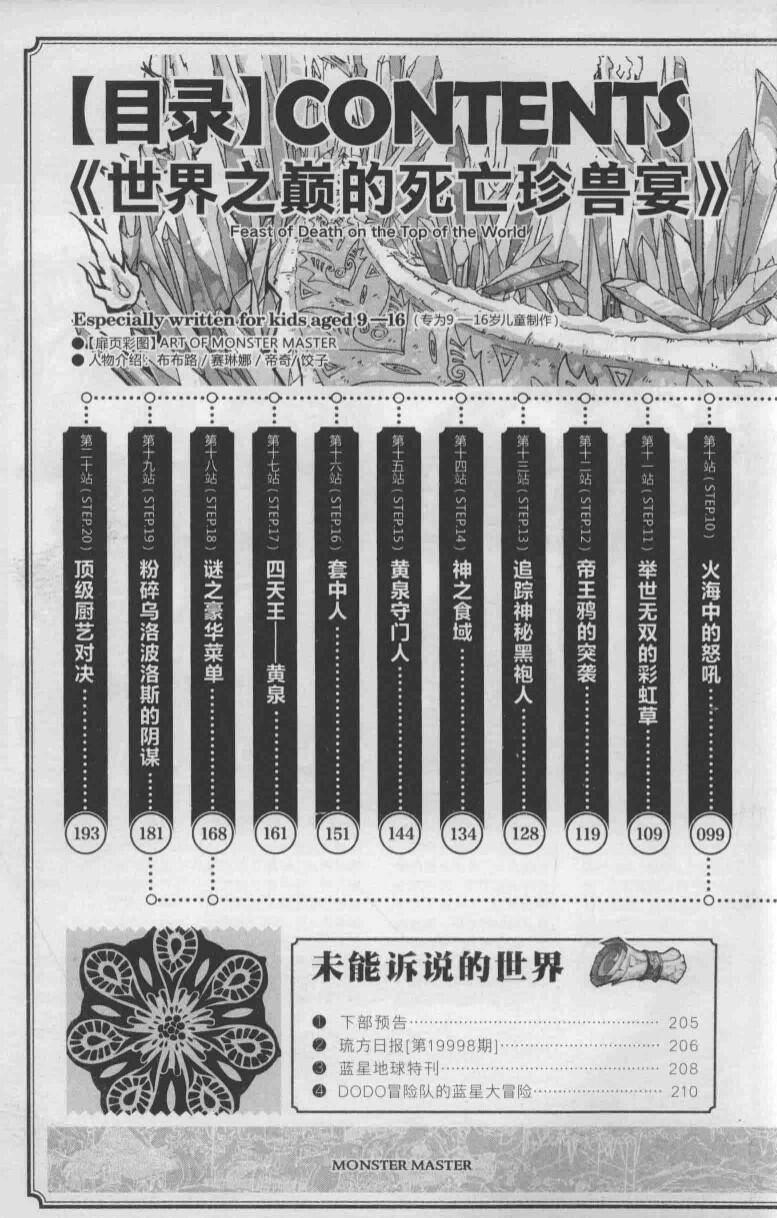 【目录】CONTENTS
《世界之巅的死亡珍兽宴》
Feast of Death on the Top of the World
Especially written for kids aged 9—16（专为9—16岁儿童制作）
●【扉页彩图】ART OF MONSTER MASTER
●人物介绍：布布路/赛琳娜/帝奇/饺子
第十站(STEP.10) 火海中的怒吼 099
第十一站(STEP.11) 举世无双的彩虹草 109
第十二站(STEP.12) 帝王鸦的突袭 119
第十三站(STEP.13) 追踪神秘黑袍人 128
第十四站(STEP.14) 神之食域 134
第十五站(STEP.15) 黄泉守门人 144
第十六站(STEP.16) 套中人 151
第十七站(STEP.17) 四天王——黄泉 161
第十八站(STEP.18) 谜之豪华菜单 168
第十九站(STEP.19) 粉碎乌洛波洛斯的阴谋 181
第二十站(STEP.20) 顶级厨艺对决 193
未能诉说的世界
❶ 下部预告 205
❷ 琉方日报[第19998期] 206
❸ 蓝星地球特刊 208
❹ DODO冒险队的蓝星大冒险 210
MONSTER MASTER